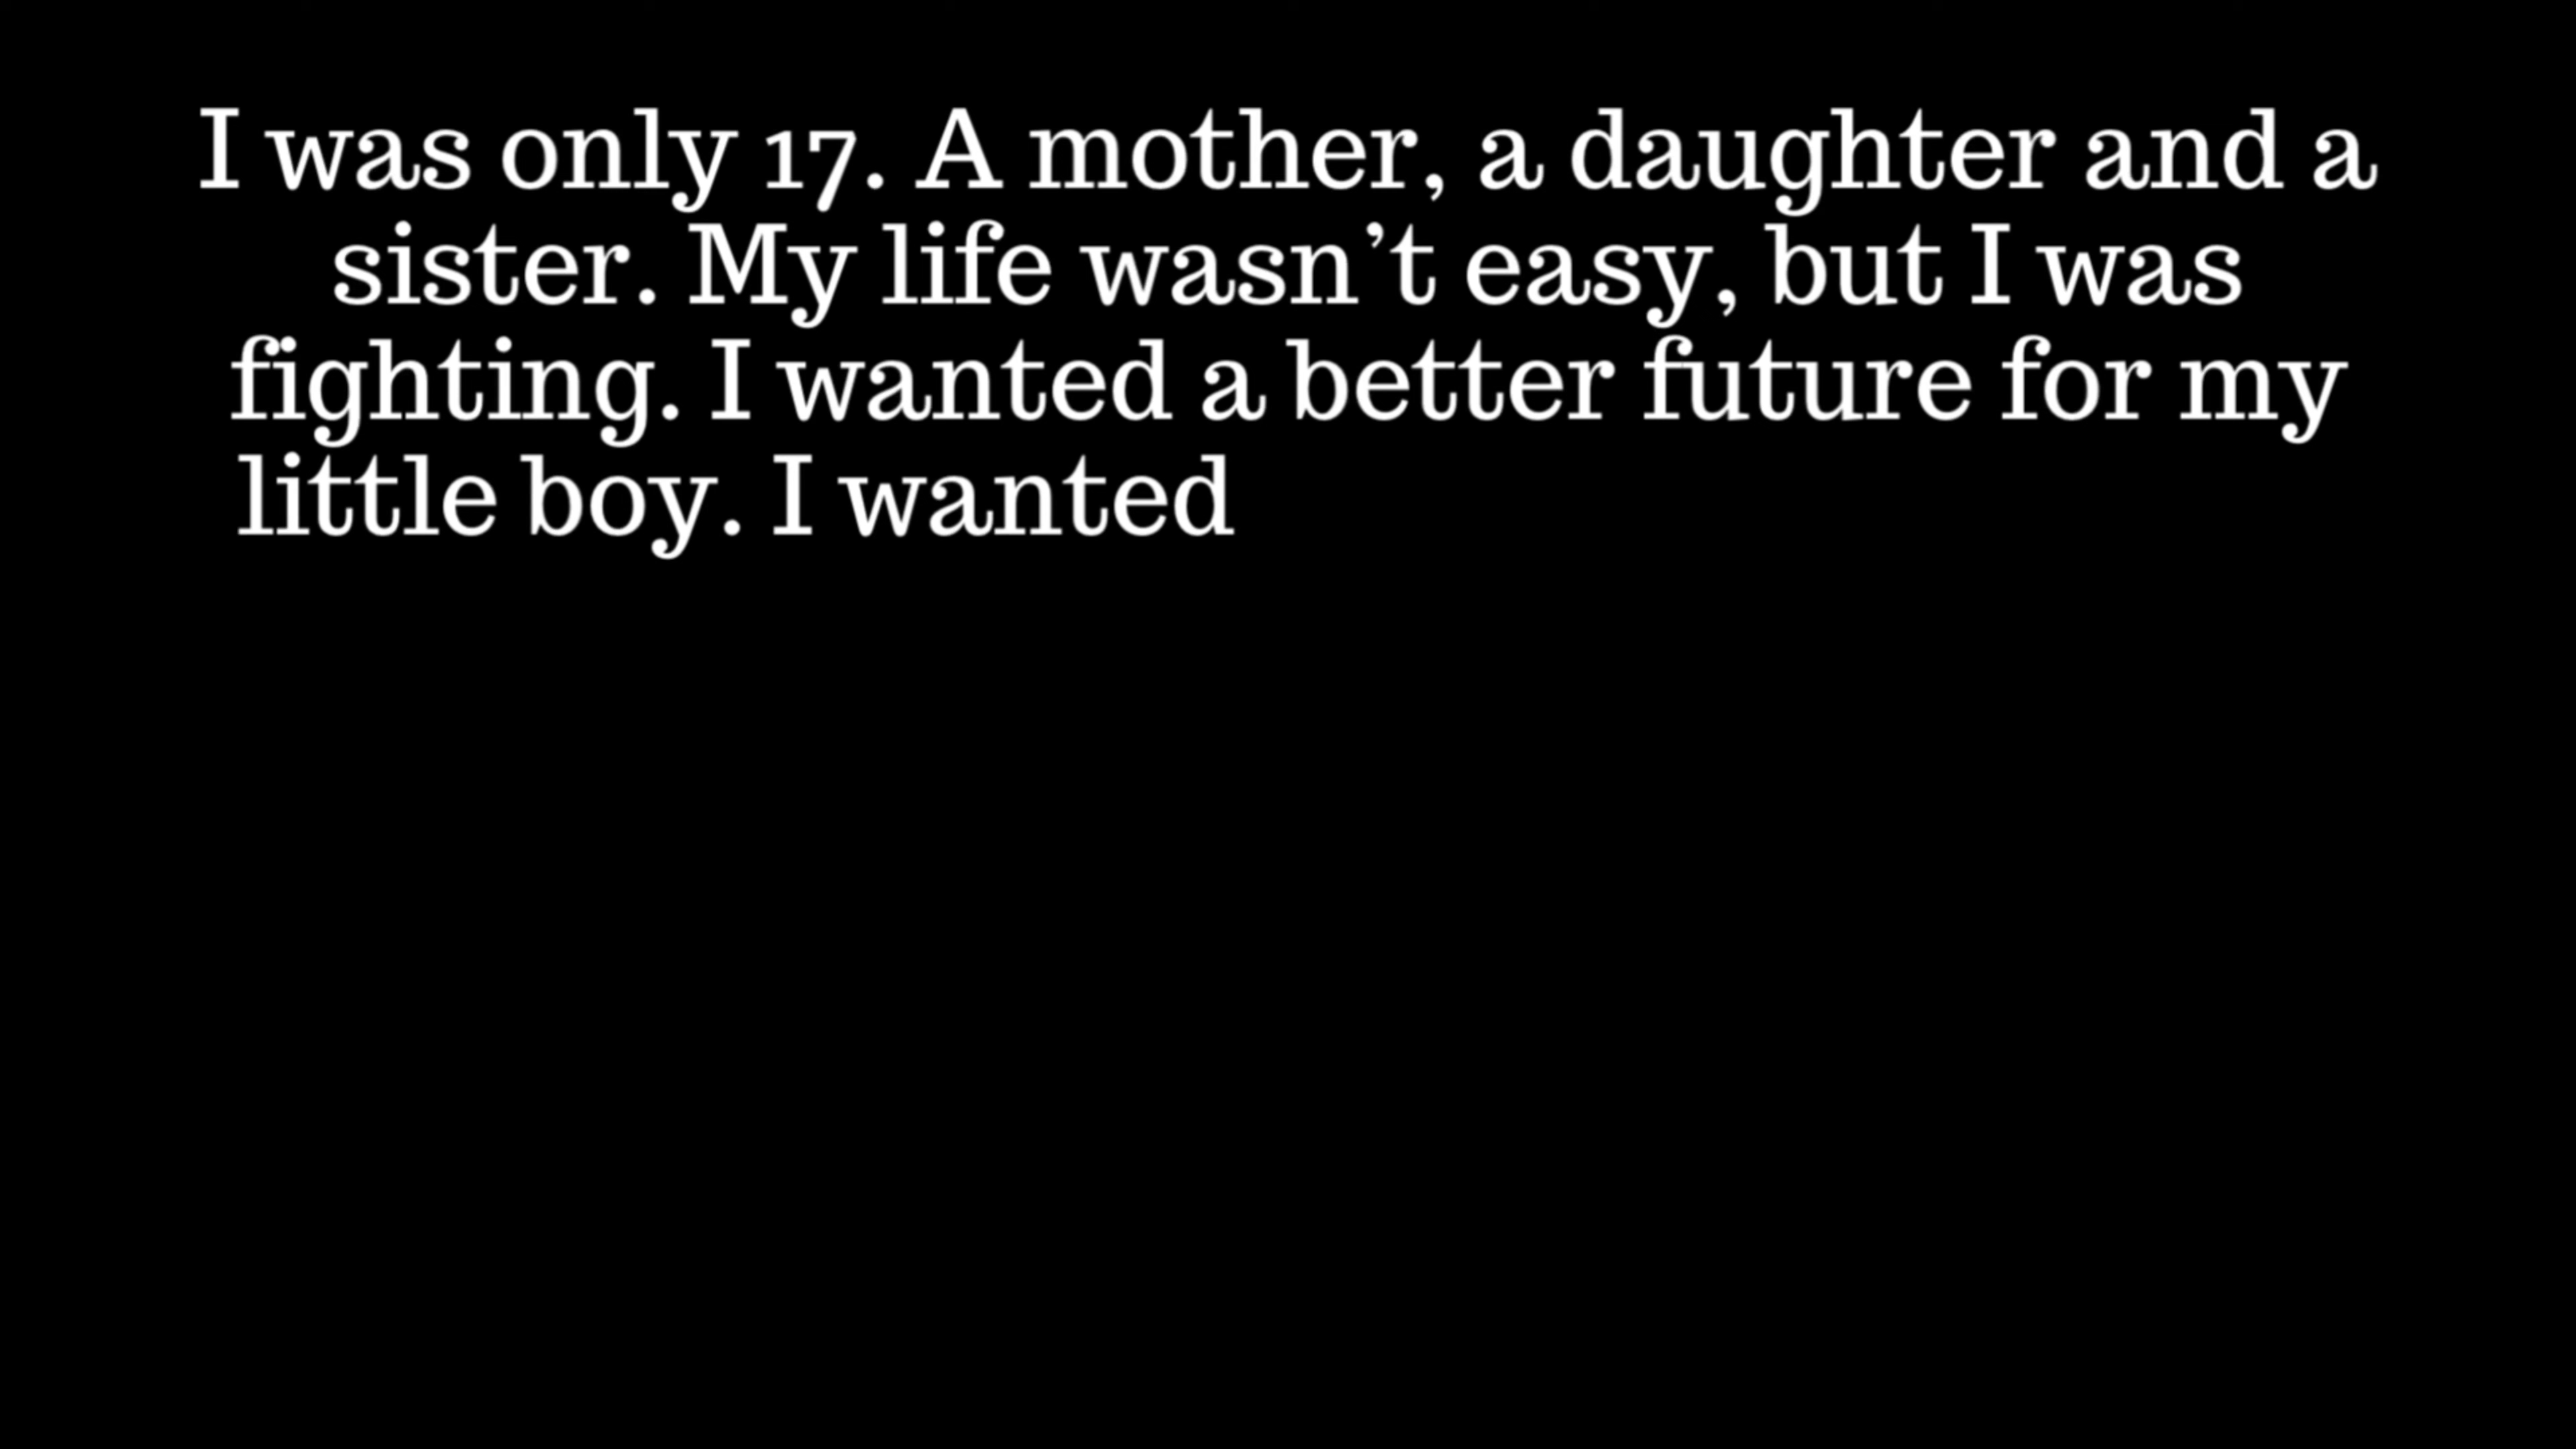 I was only 17. A mother, a daughter and a
sister. My life wasn’t easy, but I was
fighting. I wanted a better future for my
little boy. I wanted